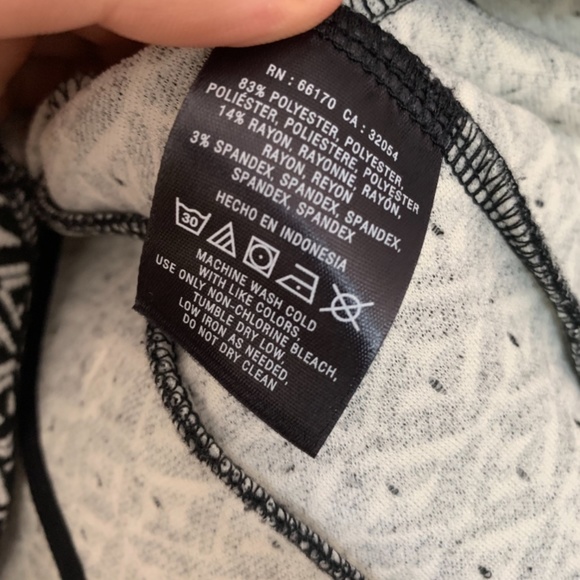 RN : 66170 CA : 32054
83% POLYESTER, POLYESTER,
POLIÉSTER, POLIESTERE, POLYESTER
14% RAYON, RAYONNE, RAYÓN,
RAYON, REYON
3% SPANDEX, SPANDEX, SPANDEX,
SPANDEX, SPANDEX
HECHO EN INDONESIA
30
MACHINE WASH COLD
WITH LIKE COLORS,
USE ONLY NON-CHLORINE BLEACH,
TUMBLE DRY LOW,
LOW IRON AS NEEDED,
DO NOT DRY CLEAN